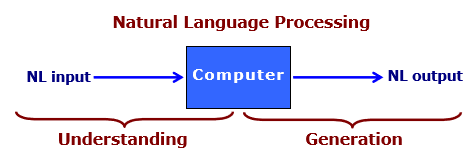 Natural Language Processing
NL input
Computer
NL output
Understanding
Generation